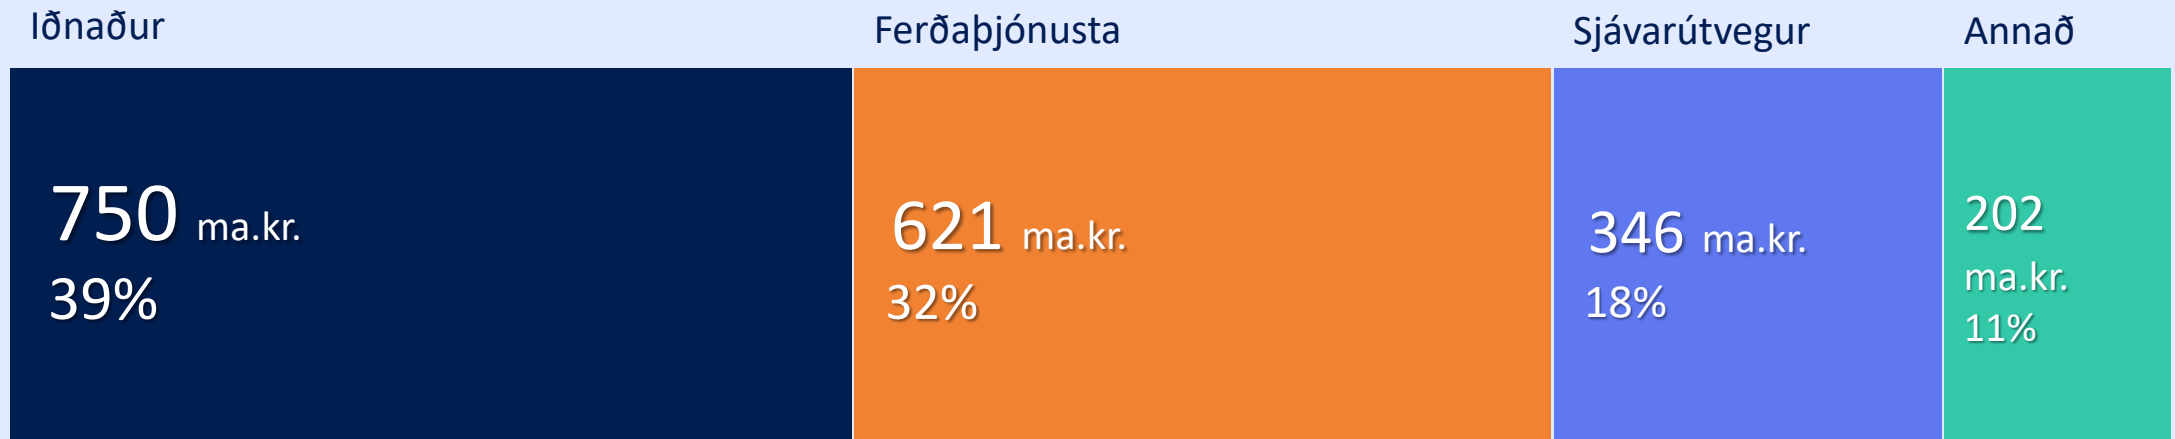 Iðnaður
Ferðaþjónusta
Sjávarútvegur
Annað
750 ma.kr.
39%
621 ma.kr.
32%
346 ma.kr.
18%
202
ma.kr.
11%